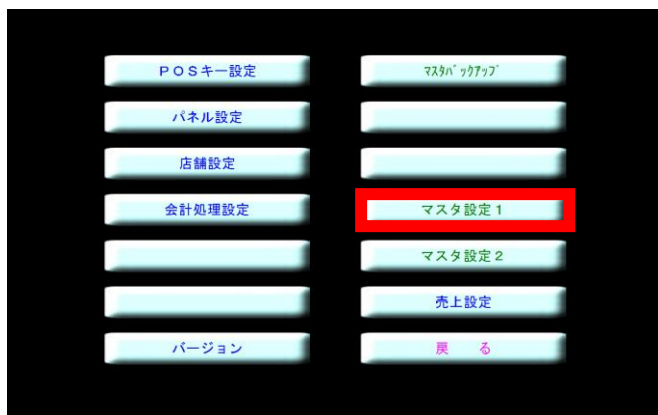 POSキー設定
パネル設定
店舗設定
会計処理設定
バージョン
ﾏｽﾀﾊﾞｯｸｱｯﾌﾟ
マスタ設定1
マスタ設定2
売上設定
戻　る